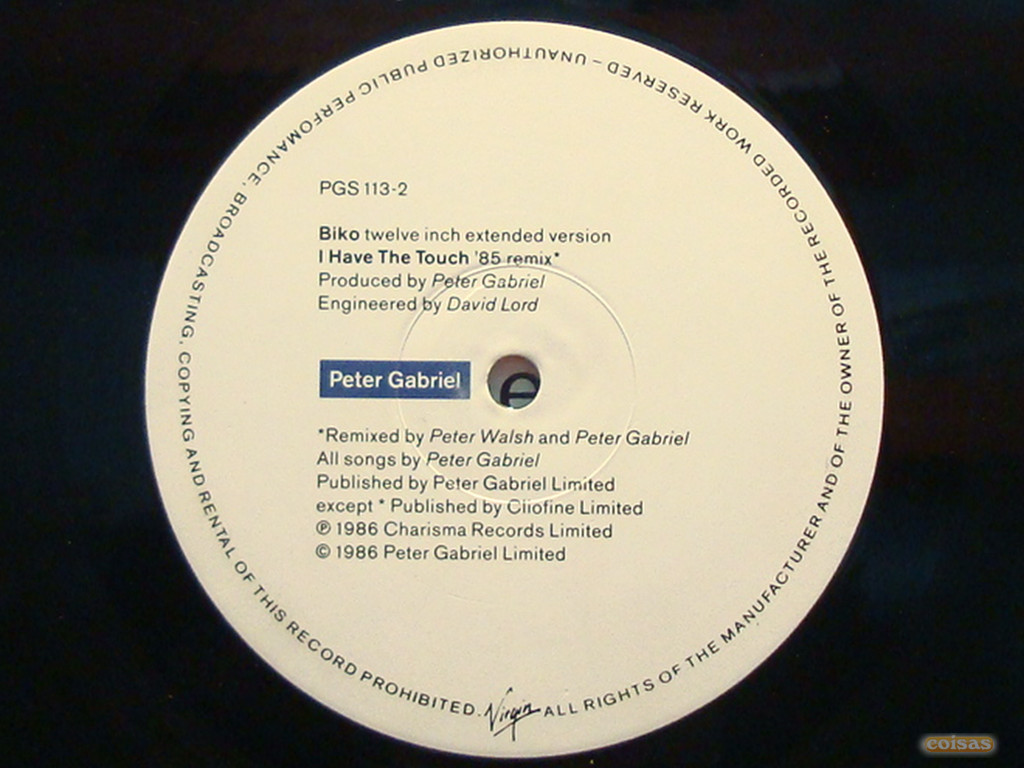 PGS 113-2
Biko twelve inch extended version
I Have The Touch '85 remix*
Produced by Peter Gabriel
Engineered by David Lord
Peter Gabriel
e
*Remixed by Peter Walsh and Peter Gabriel
All songs by Peter Gabriel
Published by Peter Gabriel Limited
except * Published by Cliofine Limited
℗ 1986 Charisma Records Limited
© 1986 Peter Gabriel Limited
Virgin
ALL RIGHTS OF THE MANUFACTURER AND OF THE OWNER OF THE RECORDED WORK RESERVED – UNAUTHORIZED PUBLIC PERFOMANCE, BROADCASTING, COPYING AND RENTAL OF THIS RECORD PROHIBITED.
coisas